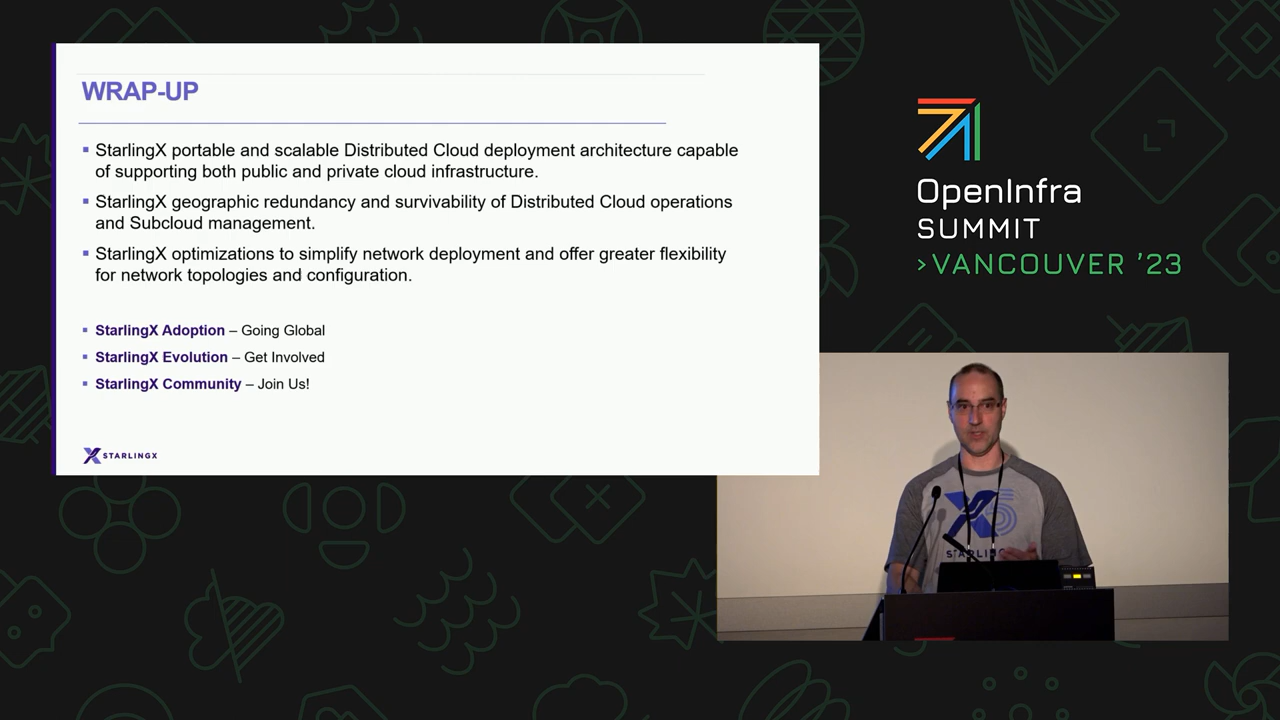 WRAP-UP
StarlingX portable and scalable Distributed Cloud deployment architecture capable
of supporting both public and private cloud infrastructure.
StarlingX geographic redundancy and survivability of Distributed Cloud operations
and Subcloud management.
StarlingX optimizations to simplify network deployment and offer greater flexibility
for network topologies and configuration.
StarlingX Adoption – Going Global
StarlingX Evolution – Get Involved
StarlingX Community – Join Us!
STARLINGX
OpenInfra
SUMMIT
>VANCOUVER '23
STARLING